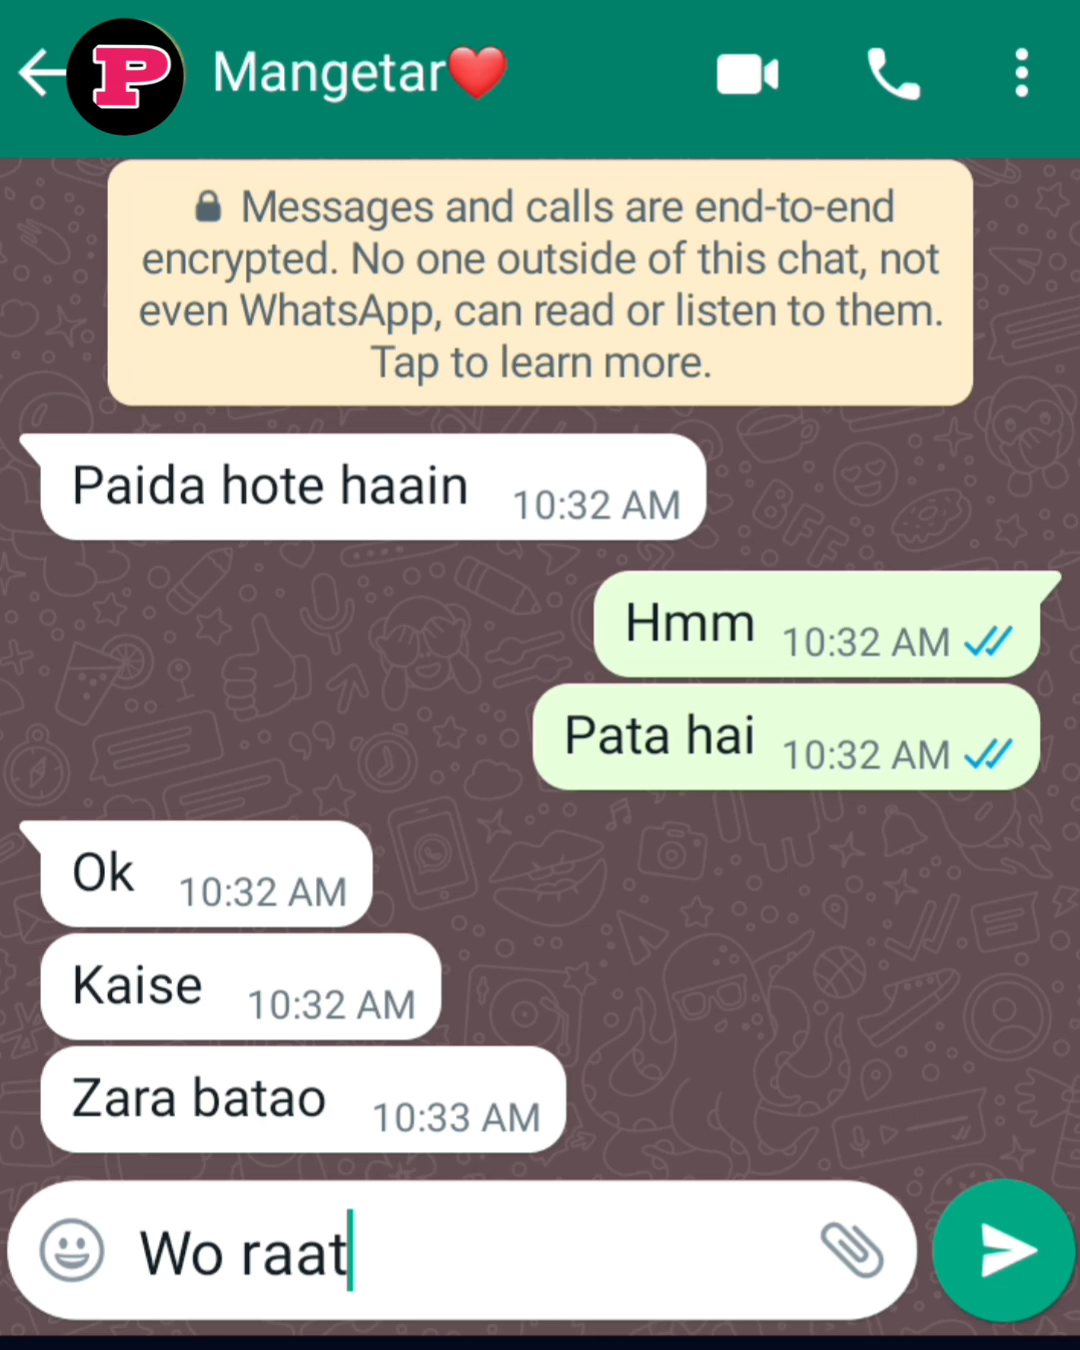 P
Mangetar❤️
🔒 Messages and calls are end-to-end
encrypted. No one outside of this chat, not
even WhatsApp, can read or listen to them.
Tap to learn more.
Paida hote haain 10:32 AM
Hmm 10:32 AM
Pata hai 10:32 AM
Ok 10:32 AM
Kaise 10:32 AM
Zara batao 10:33 AM
Wo raat